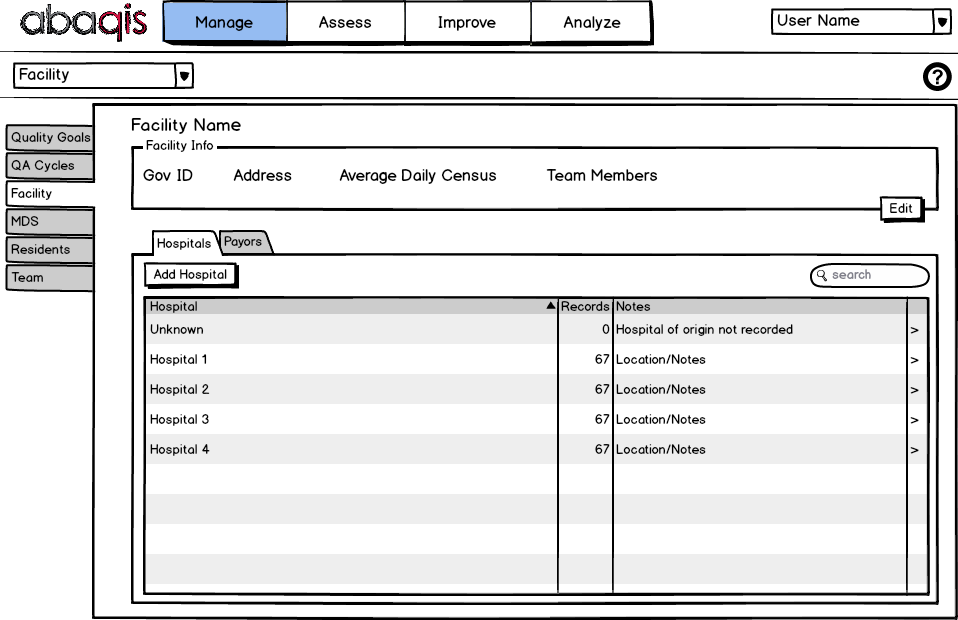 abaqis Manage Assess Improve Analyze User Name
Facility ?
Quality Goals
QA Cycles
Facility
MDS
Residents
Team
Facility Name
Facility Info
Gov ID Address Average Daily Census Team Members
Edit
Hospitals Payors
Add Hospital search
Hospital Records Notes
Unknown 0 Hospital of origin not recorded >
Hospital 1 67 Location/Notes >
Hospital 2 67 Location/Notes >
Hospital 3 67 Location/Notes >
Hospital 4 67 Location/Notes >